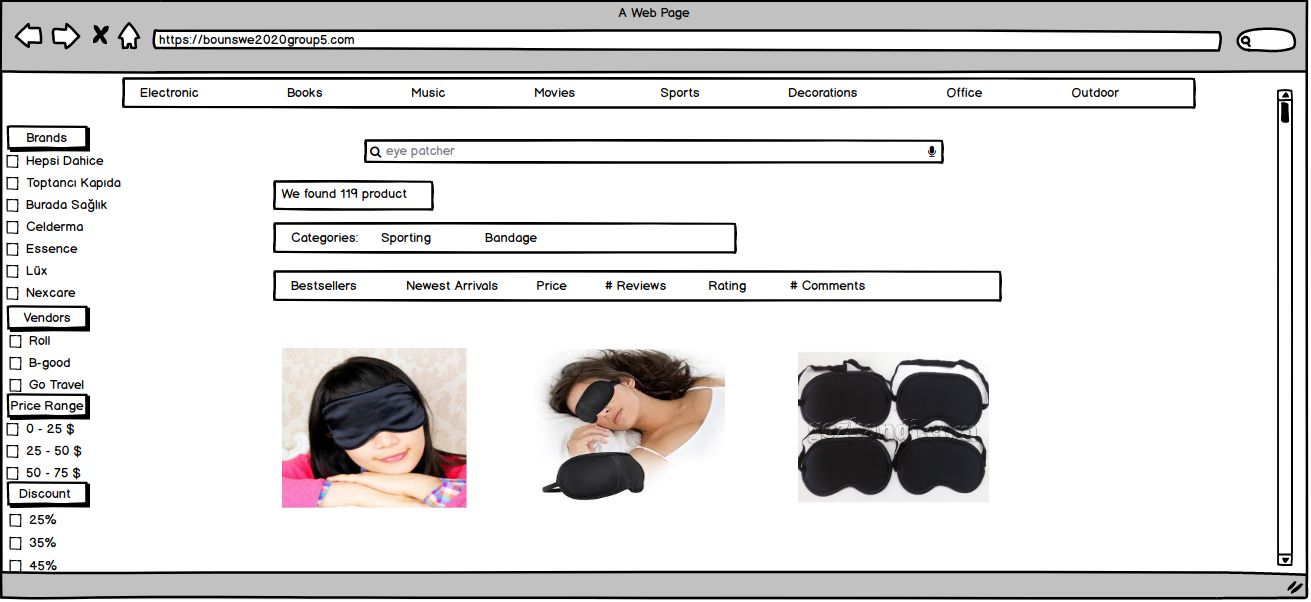 A Web Page
https://bounswe2020group5.com
Electronic Books Music Movies Sports Decorations Office Outdoor
eye patcher
We found 119 product
Categories: Sporting Bandage
Bestsellers Newest Arrivals Price # Reviews Rating # Comments
Brands
Hepsi Dahice
Toptancı Kapıda
Burada Sağlık
Celderma
Essence
Lüx
Nexcare
Vendors
Roll
B-good
Go Travel
Price Range
0 - 25 $
25 - 50 $
50 - 75 $
Discount
25%
35%
45%